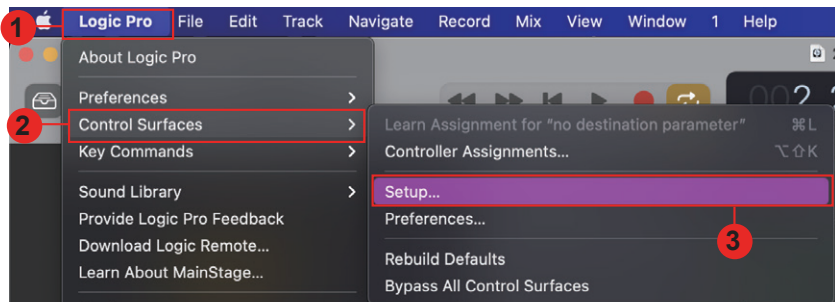 1 Logic Pro File Edit Track Navigate Record Mix View Window 1 Help
About Logic Pro
Preferences
2 Control Surfaces
Key Commands
Sound Library
Provide Logic Pro Feedback
Download Logic Remote...
Learn About MainStage...
Learn Assignment for "no destination parameter" ⌘L
Controller Assignments... ⌥⇧K
Setup...
Preferences...
3
Rebuild Defaults
Bypass All Control Surfaces
002